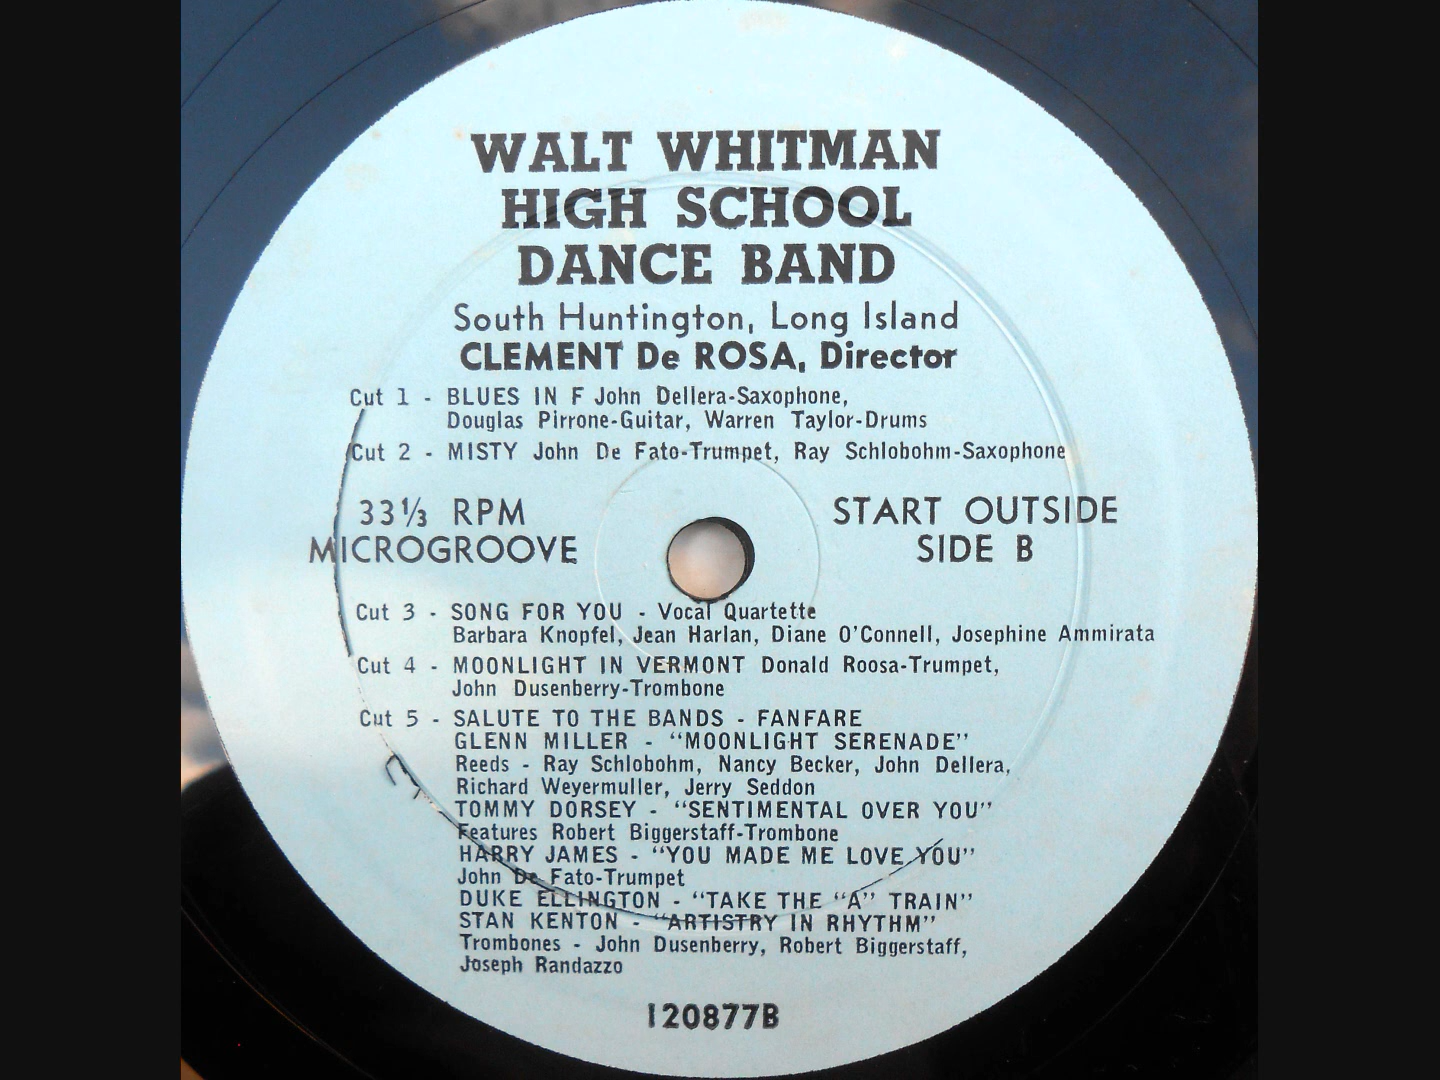 WALT WHITMAN
HIGH SCHOOL
DANCE BAND
South Huntington, Long Island
CLEMENT De ROSA, Director
Cut 1 - BLUES IN F John Dellera-Saxophone,
Douglas Pirrone-Guitar, Warren Taylor-Drums
Cut 2 - MISTY John De Fato-Trumpet, Ray Schlobohm-Saxophone
33⅓ RPM
MICROGROOVE
START OUTSIDE
SIDE B
Cut 3 - SONG FOR YOU - Vocal Quartette
Barbara Knopfel, Jean Harlan, Diane O'Connell, Josephine Ammirata
Cut 4 - MOONLIGHT IN VERMONT Donald Roosa-Trumpet,
John Dusenberry-Trombone
Cut 5 - SALUTE TO THE BANDS - FANFARE
GLENN MILLER - "MOONLIGHT SERENADE"
Reeds - Ray Schlobohm, Nancy Becker, John Dellera,
Richard Weyermuller, Jerry Seddon
TOMMY DORSEY - "SENTIMENTAL OVER YOU"
Features Robert Biggerstaff-Trombone
HARRY JAMES - "YOU MADE ME LOVE YOU"
John De Fato-Trumpet
DUKE ELLINGTON - "TAKE THE "A" TRAIN"
STAN KENTON - "ARTISTRY IN RHYTHM"
Trombones - John Dusenberry, Robert Biggerstaff,
Joseph Randazzo
120877B